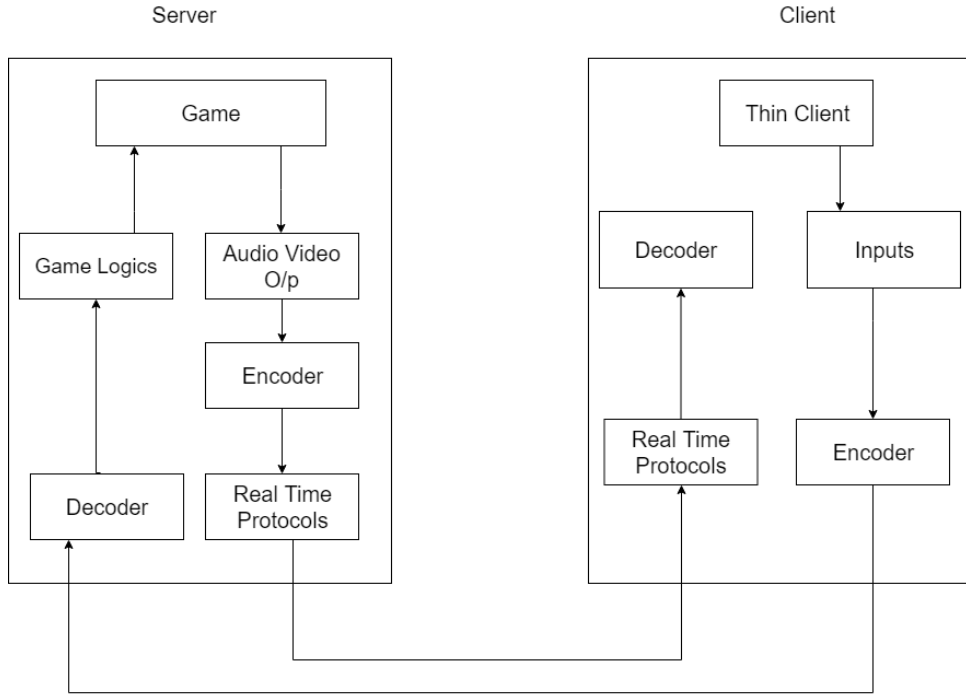 Server
Client
Game
Thin Client
Game Logics
Audio Video
O/p
Decoder
Inputs
Encoder
Real Time
Protocols
Encoder
Decoder
Real Time
Protocols